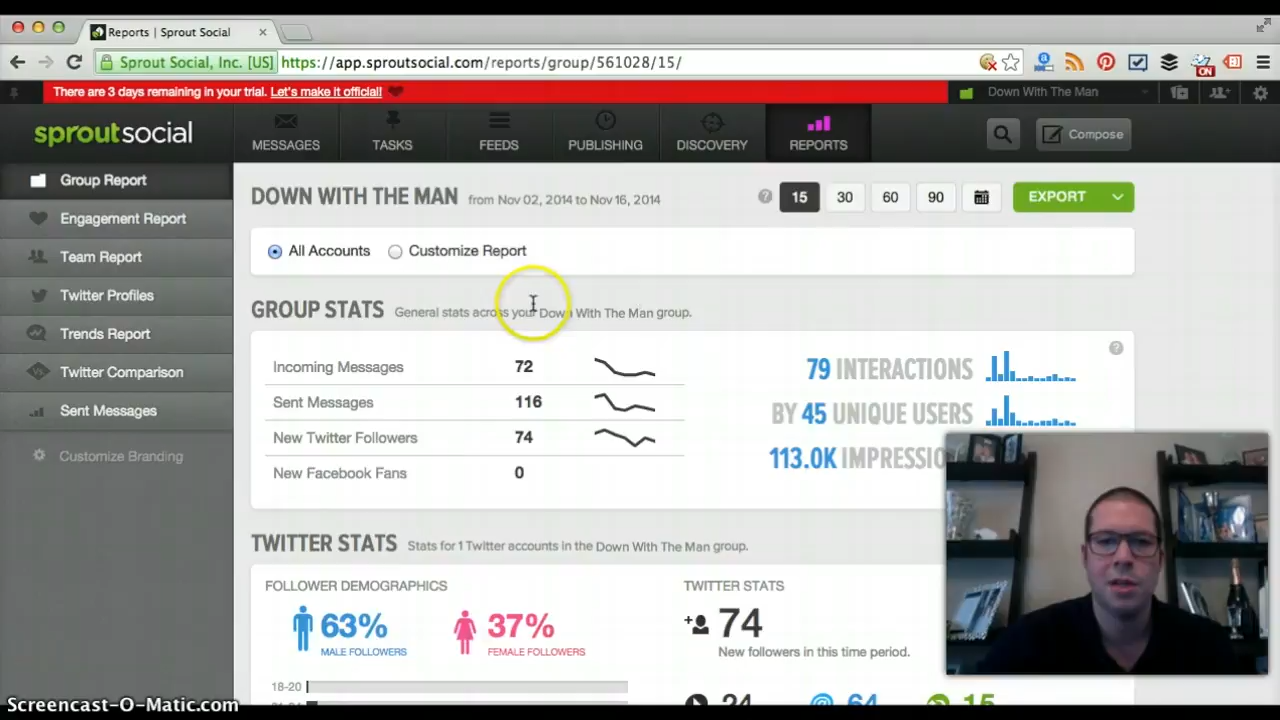 Reports | Sprout Social
Sprout Social, Inc. [US] https://app.sproutsocial.com/reports/group/561028/15/
ON
There are 3 days remaining in your trial. Let's make it official!
Down With The Man
sproutsocial
MESSAGES TASKS FEEDS PUBLISHING DISCOVERY REPORTS
Compose
Group Report
Engagement Report
Team Report
Twitter Profiles
Trends Report
Twitter Comparison
Sent Messages
Customize Branding
DOWN WITH THE MAN from Nov 02, 2014 to Nov 16, 2014
? 15 30 60 90 EXPORT
All Accounts Customize Report
GROUP STATS General stats across your Down With The Man group.
Incoming Messages 72
Sent Messages 116
New Twitter Followers 74
New Facebook Fans 0
?
79 INTERACTIONS
BY 45 UNIQUE USERS
113.0K IMPRESSIO
TWITTER STATS Stats for 1 Twitter accounts in the Down With The Man group.
FOLLOWER DEMOGRAPHICS
63% MALE FOLLOWERS
37% FEMALE FOLLOWERS
18-20
TWITTER STATS
74
New followers in this time period.
24 64 15
Screencast-O-Matic.com